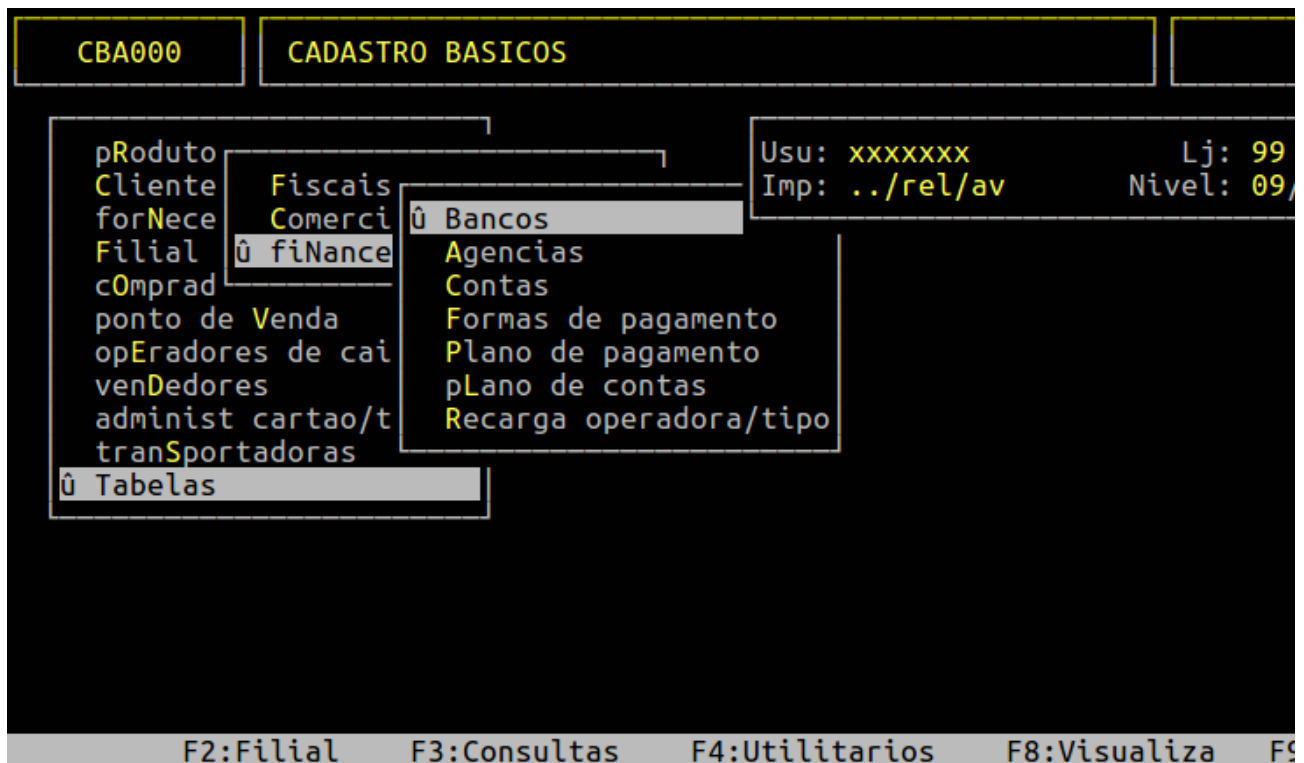 CBA000 CADASTRO BASICOS
pRoduto
Cliente
forNece
Filial
cOmprad
ponto de Venda
opEradores de cai
venDedores
administ cartao/t
tranSportadoras
û Tabelas
Fiscais
Comerci
û fiNance
û Bancos
Agencias
Contas
Formas de pagamento
Plano de pagamento
pLano de contas
Recarga operadora/tipo
Usu: xxxxxxx Lj: 99
Imp: ../rel/av Nivel: 09/
F2:Filial F3:Consultas F4:Utilitarios F8:Visualiza F9